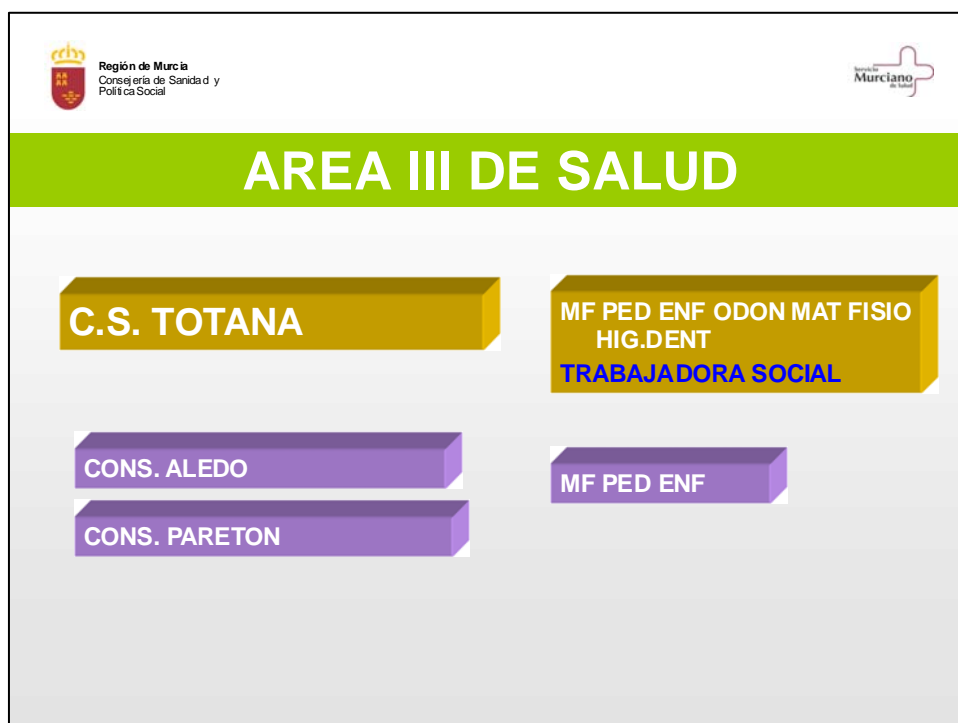 Región de Murcia
Consejería de Sanidad y
Política Social
Servicio
Murciano
de Salud
AREA III DE SALUD
C.S. TOTANA
MF PED ENF ODON MAT FISIO
HIG.DENT
TRABAJADORA SOCIAL
CONS. ALEDO
MF PED ENF
CONS. PARETON